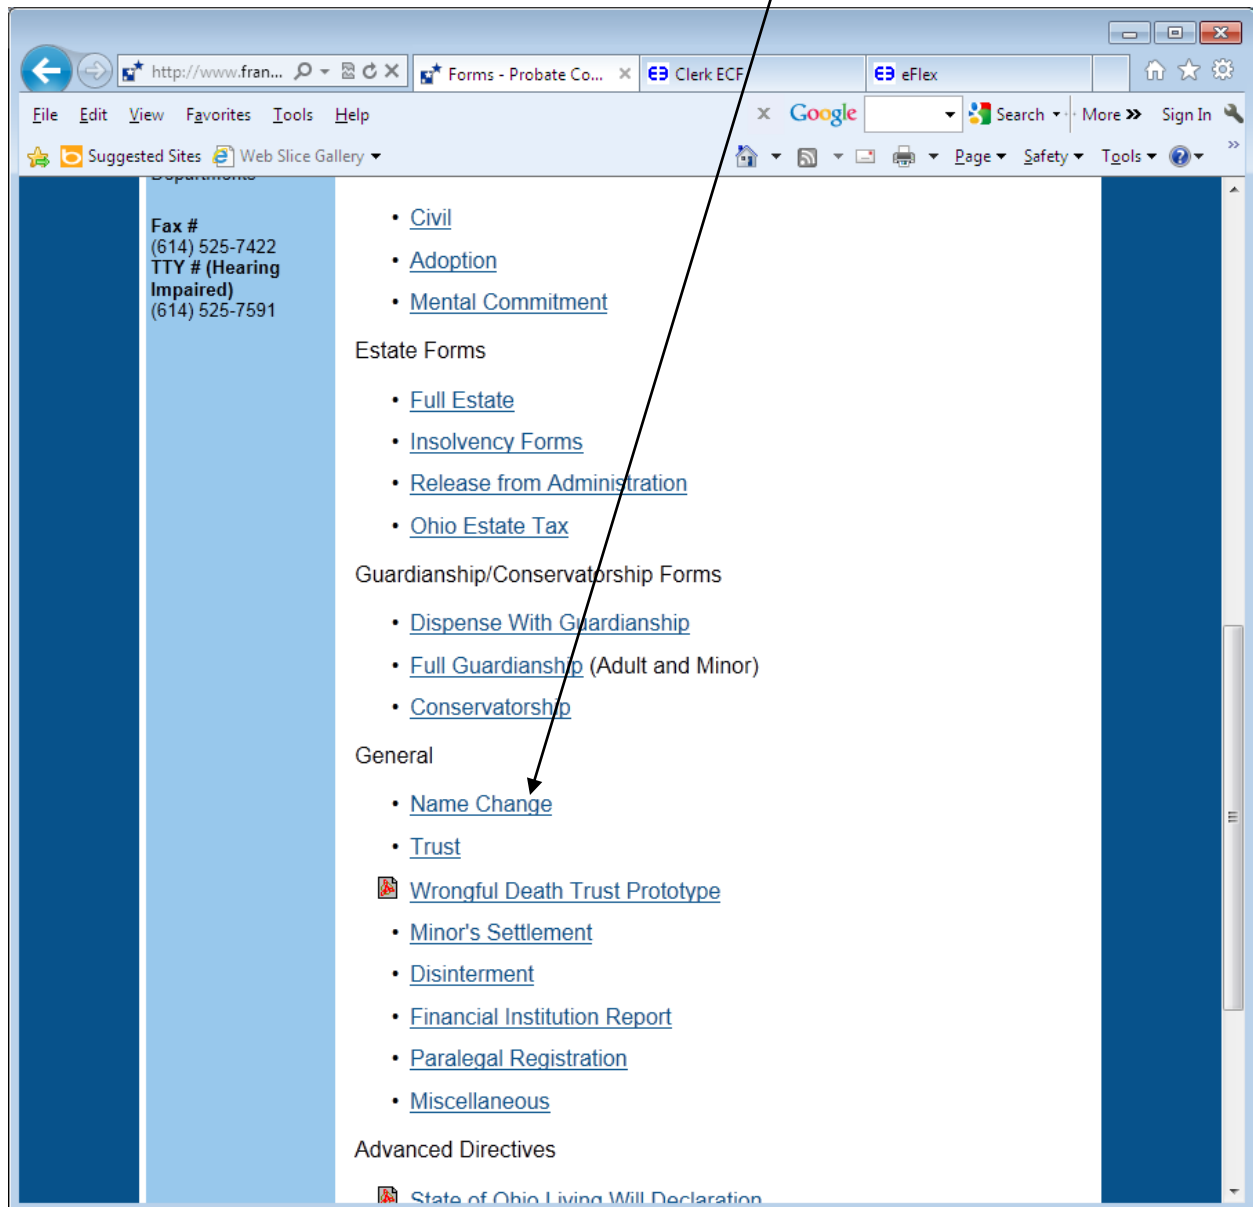 http://www.fran...
Forms - Probate Co...
Clerk ECF
eFlex
File Edit View Favorites Tools Help
Google
Search
More »
Sign In
Suggested Sites
Web Slice Gallery
Page
Safety
Tools
Departments
Fax #
(614) 525-7422
TTY # (Hearing
Impaired)
(614) 525-7591
• Civil
• Adoption
• Mental Commitment
Estate Forms
• Full Estate
• Insolvency Forms
• Release from Administration
• Ohio Estate Tax
Guardianship/Conservatorship Forms
• Dispense With Guardianship
• Full Guardianship (Adult and Minor)
• Conservatorship
General
• Name Change
• Trust
Wrongful Death Trust Prototype
• Minor's Settlement
• Disinterment
• Financial Institution Report
• Paralegal Registration
• Miscellaneous
Advanced Directives
State of Ohio Living Will Declaration